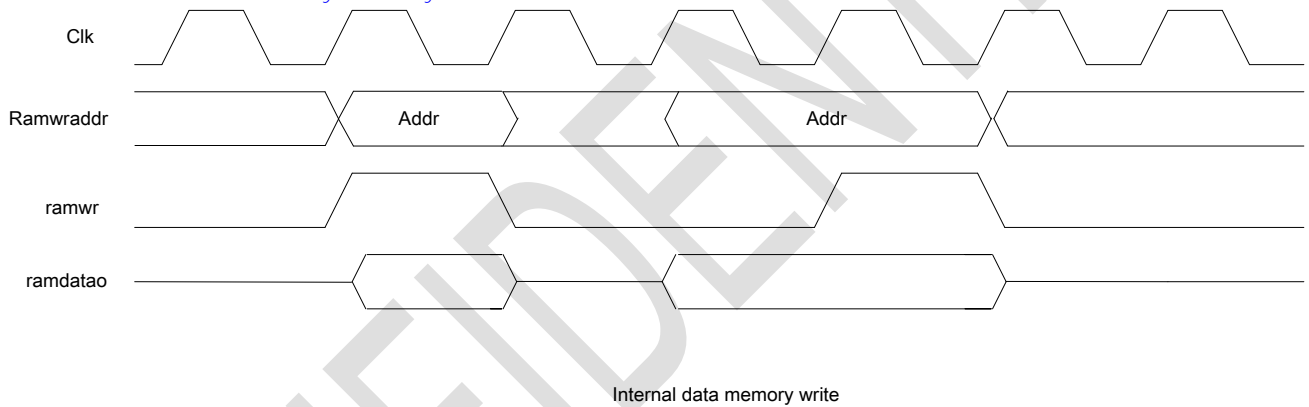 Clk
Ramwraddr
Addr
Addr
ramwr
ramdatao
Internal data memory write